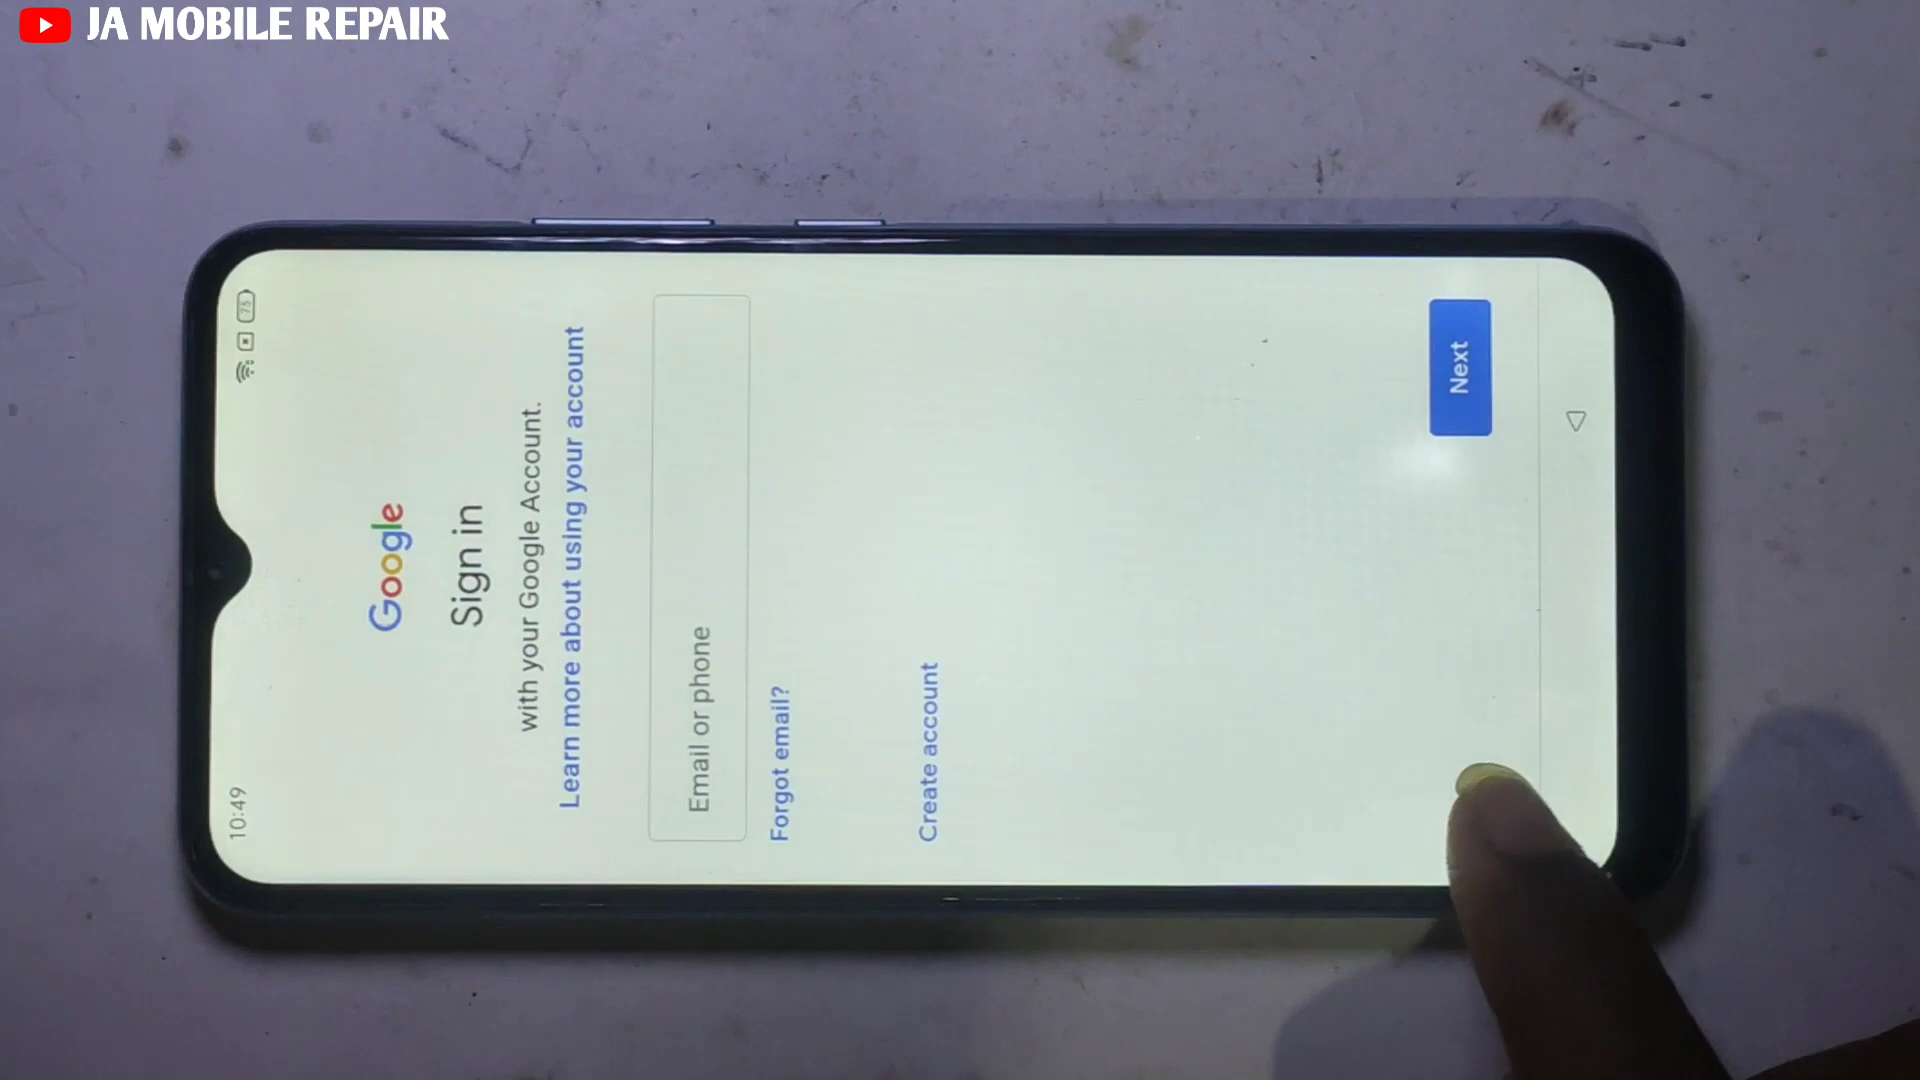 JA MOBILE REPAIR
10:49
73
Google
Sign in
with your Google Account.
Learn more about using your account
Email or phone
Forgot email?
Create account
Next